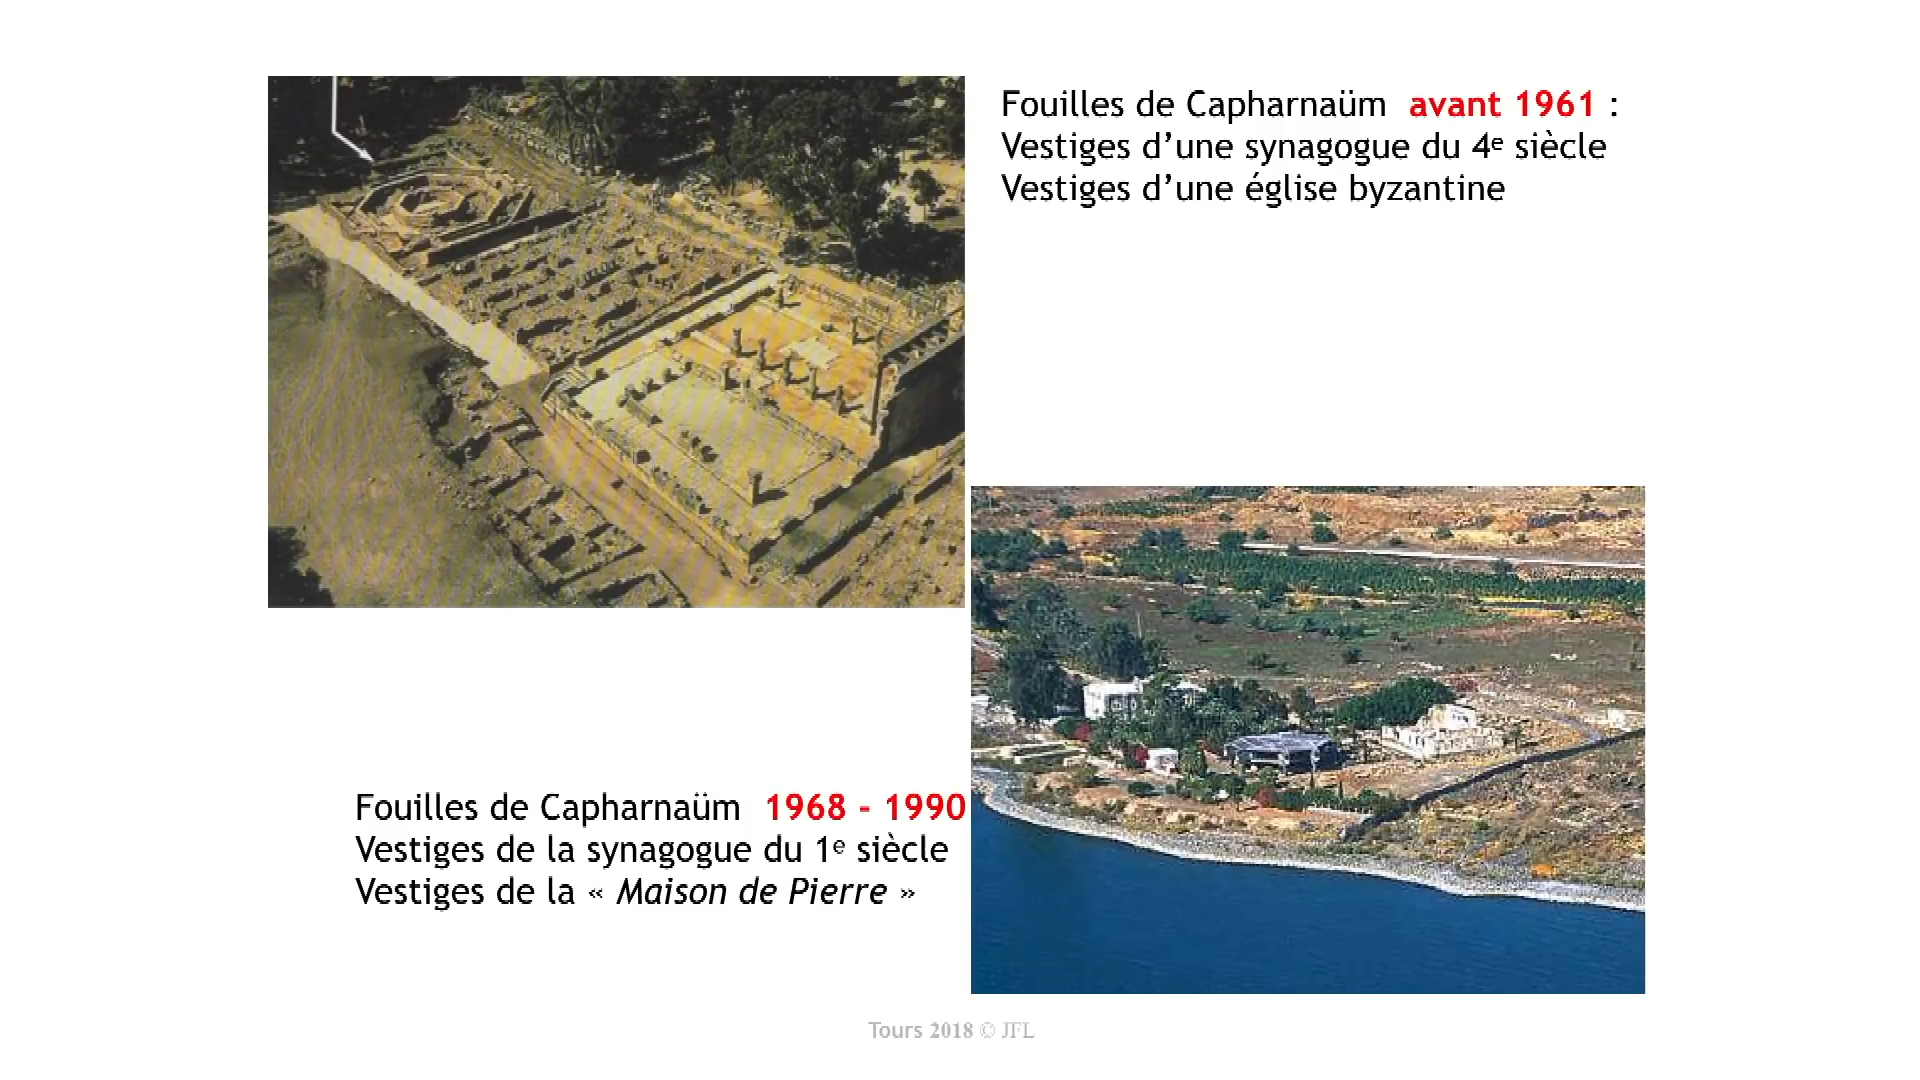 Fouilles de Capharnaüm avant 1961 :
Vestiges d’une synagogue du 4e siècle
Vestiges d’une église byzantine
Fouilles de Capharnaüm 1968 - 1990
Vestiges de la synagogue du 1e siècle
Vestiges de la « Maison de Pierre »
Tours 2018 © JFL